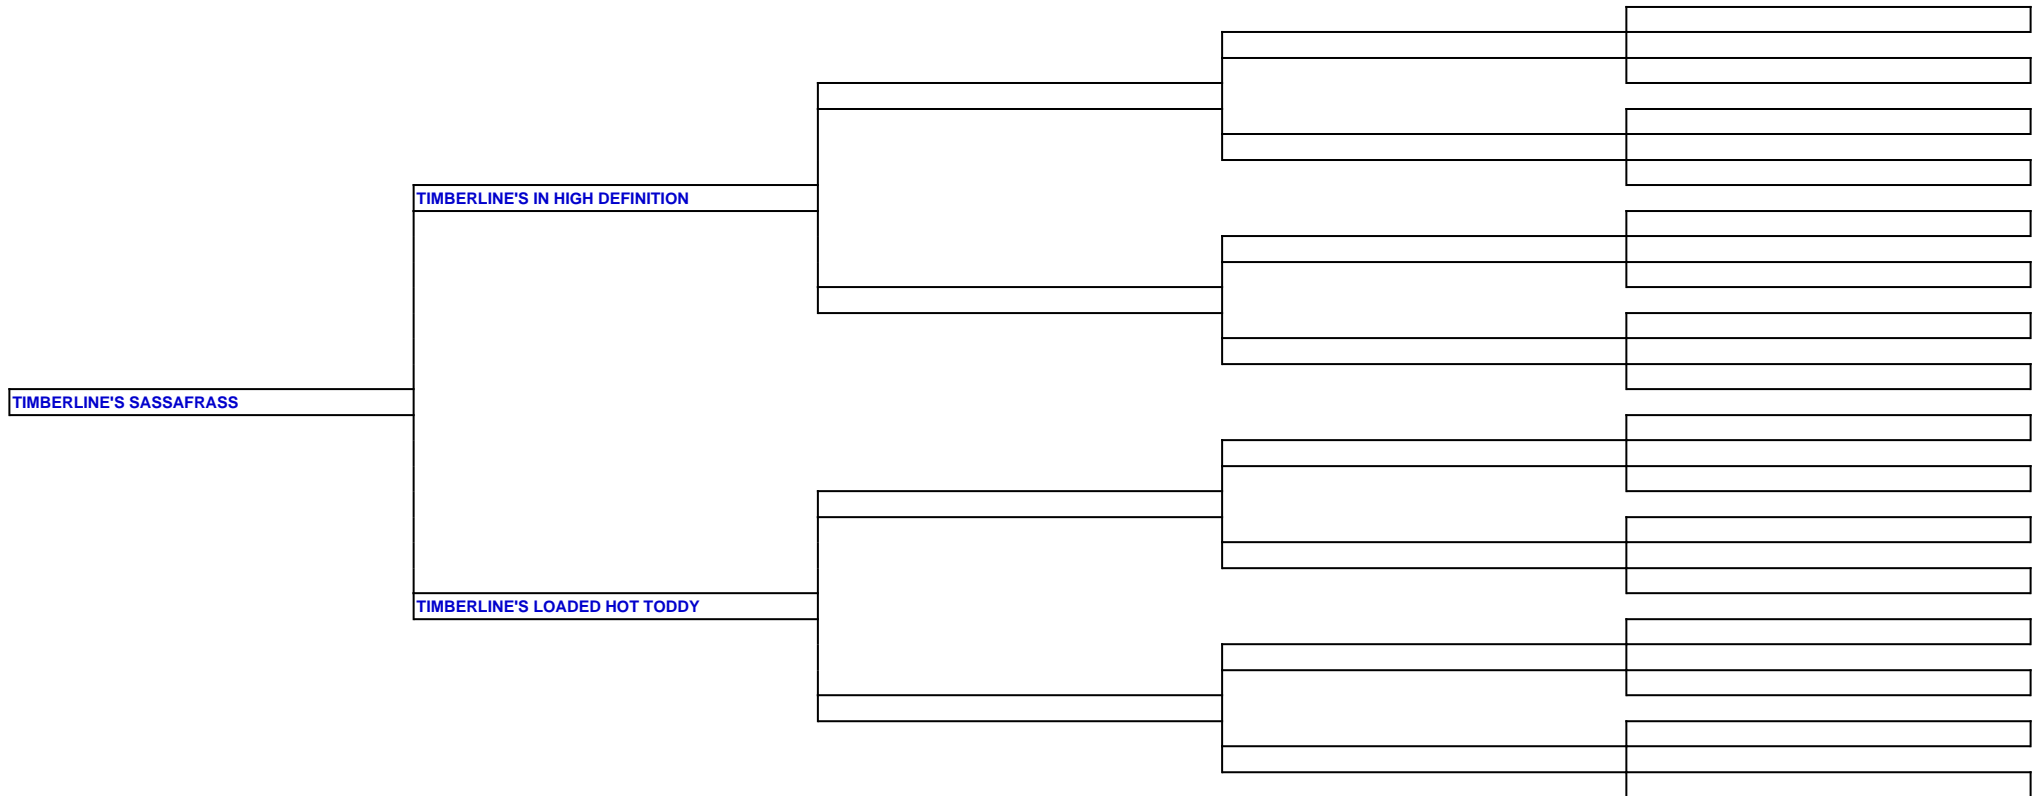 TIMBERLINE'S IN HIGH DEFINITION
TIMBERLINE'S SASSAFRASS
TIMBERLINE'S LOADED HOT TODDY